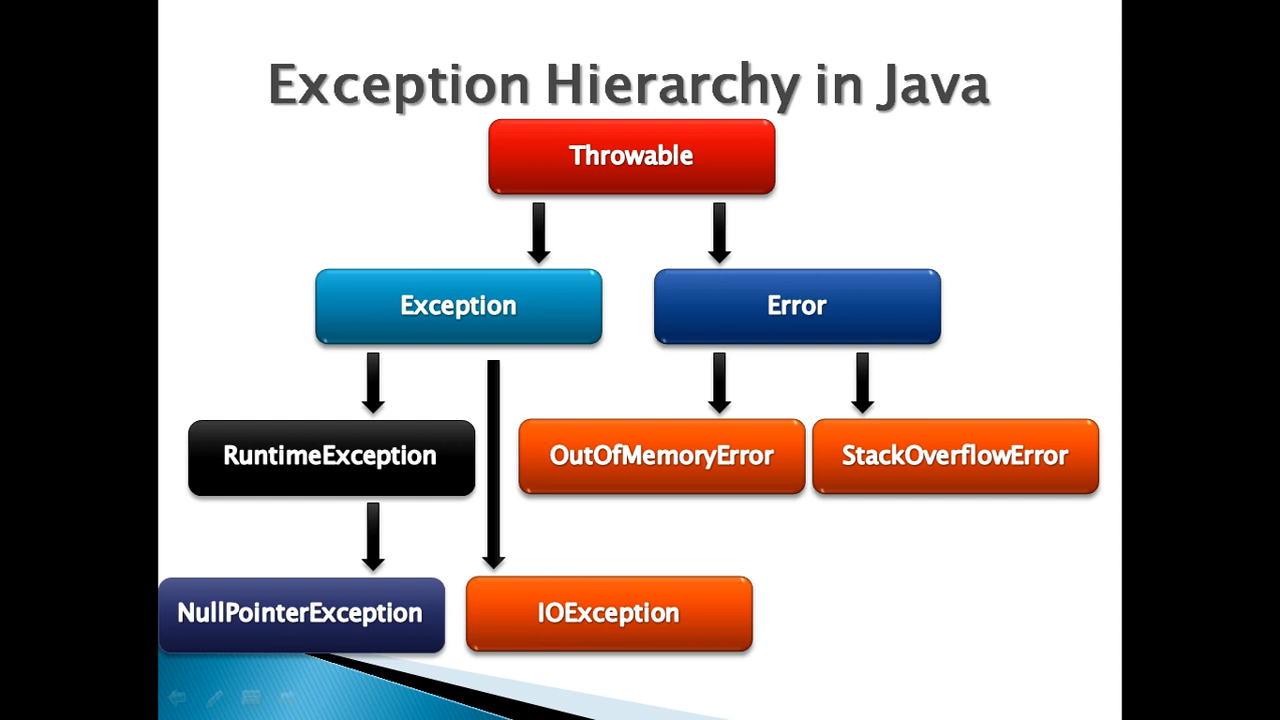 Exception Hierarchy in Java
Throwable
Exception
Error
RuntimeException
OutOfMemoryError
StackOverflowError
NullPointerException
IOException